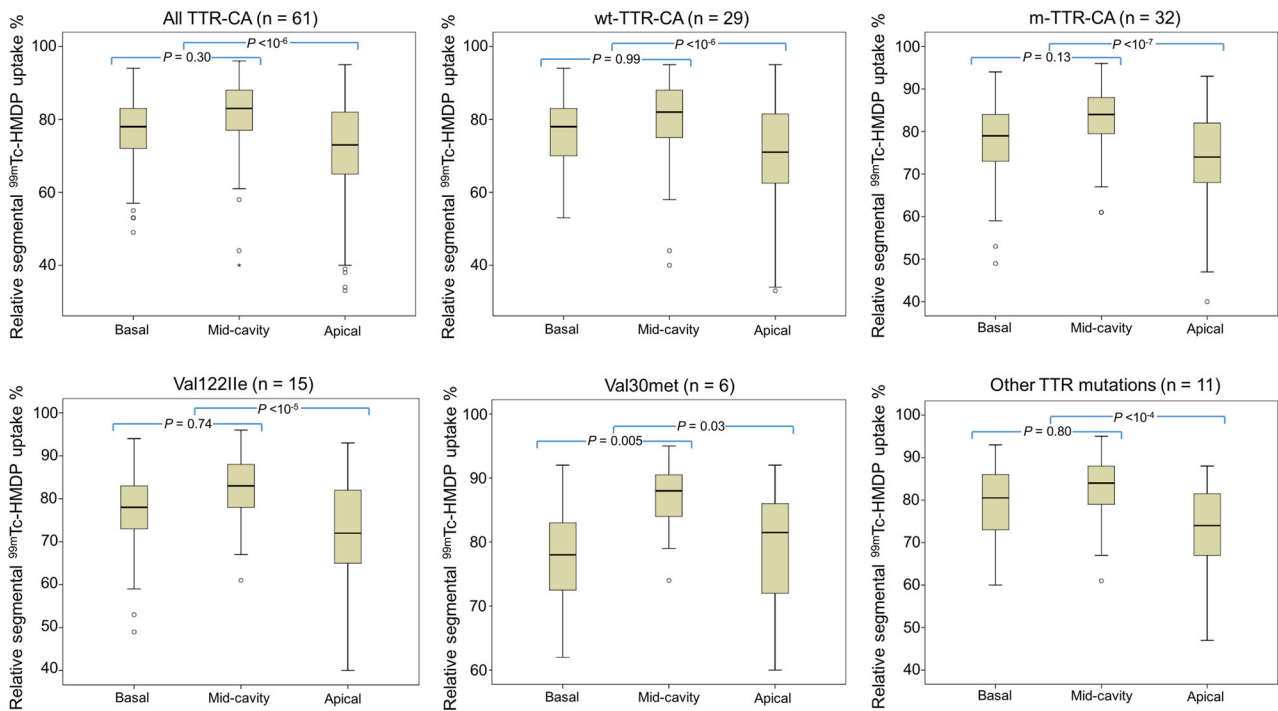 All TTR-CA (n = 61)
Relative segmental ⁹⁹ᵐTc-HMDP uptake %
100
80
60
40
P <10⁻⁶
P = 0.30
Basal
Mid-cavity
Apical
wt-TTR-CA (n = 29)
Relative segmental ⁹⁹ᵐTc-HMDP uptake %
100
80
60
40
P <10⁻⁶
P = 0.99
Basal
Mid-cavity
Apical
m-TTR-CA (n = 32)
Relative segmental ⁹⁹ᵐTc-HMDP uptake %
100
90
80
70
60
50
40
P <10⁻⁷
P = 0.13
Basal
Mid-cavity
Apical
Val122Ile (n = 15)
Relative segmental ⁹⁹ᵐTc-HMDP uptake %
100
90
80
70
60
50
40
P <10⁻⁵
P = 0.74
Basal
Mid-cavity
Apical
Val30met (n = 6)
Relative segmental ⁹⁹ᵐTc-HMDP uptake %
100
90
80
70
60
P = 0.03
P = 0.005
Basal
Mid-cavity
Apical
Other TTR mutations (n = 11)
Relative segmental ⁹⁹ᵐTc-HMDP uptake %
100
90
80
70
60
50
40
P <10⁻⁴
P = 0.80
Basal
Mid-cavity
Apical